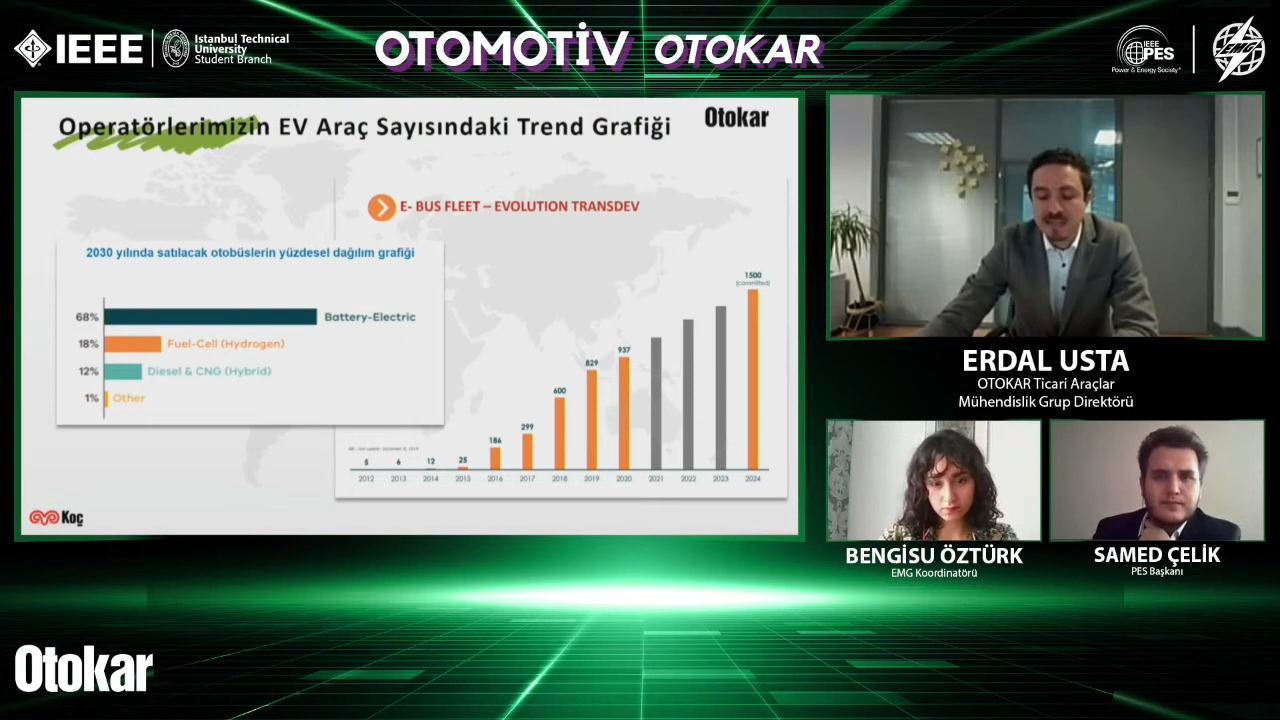 IEEE
Istanbul Technical
University
Student Branch
OTOMOTİV OTOKAR
IEEE
PES
Power & Energy Society®
EMG
Operatörlerimizin EV Araç Sayısındaki Trend Grafiği
Otokar
E- BUS FLEET – EVOLUTION TRANSDEV
2030 yılında satılacak otobüslerin yüzdesel dağılım grafiği
68% Battery-Electric
18% Fuel-Cell (Hydrogen)
12% Diesel & CNG (Hybrid)
1% Other
5 6 12 25 186 299 600 829 937 1500
(committed)
2012 2013 2014 2015 2016 2017 2018 2019 2020 2021 2022 2023 2024
Koç
ERDAL USTA
OTOKAR Ticari Araçlar
Mühendislik Grup Direktörü
BENGİSU ÖZTÜRK
EMG Koordinatörü
SAMED ÇELİK
PES Başkanı
Otokar